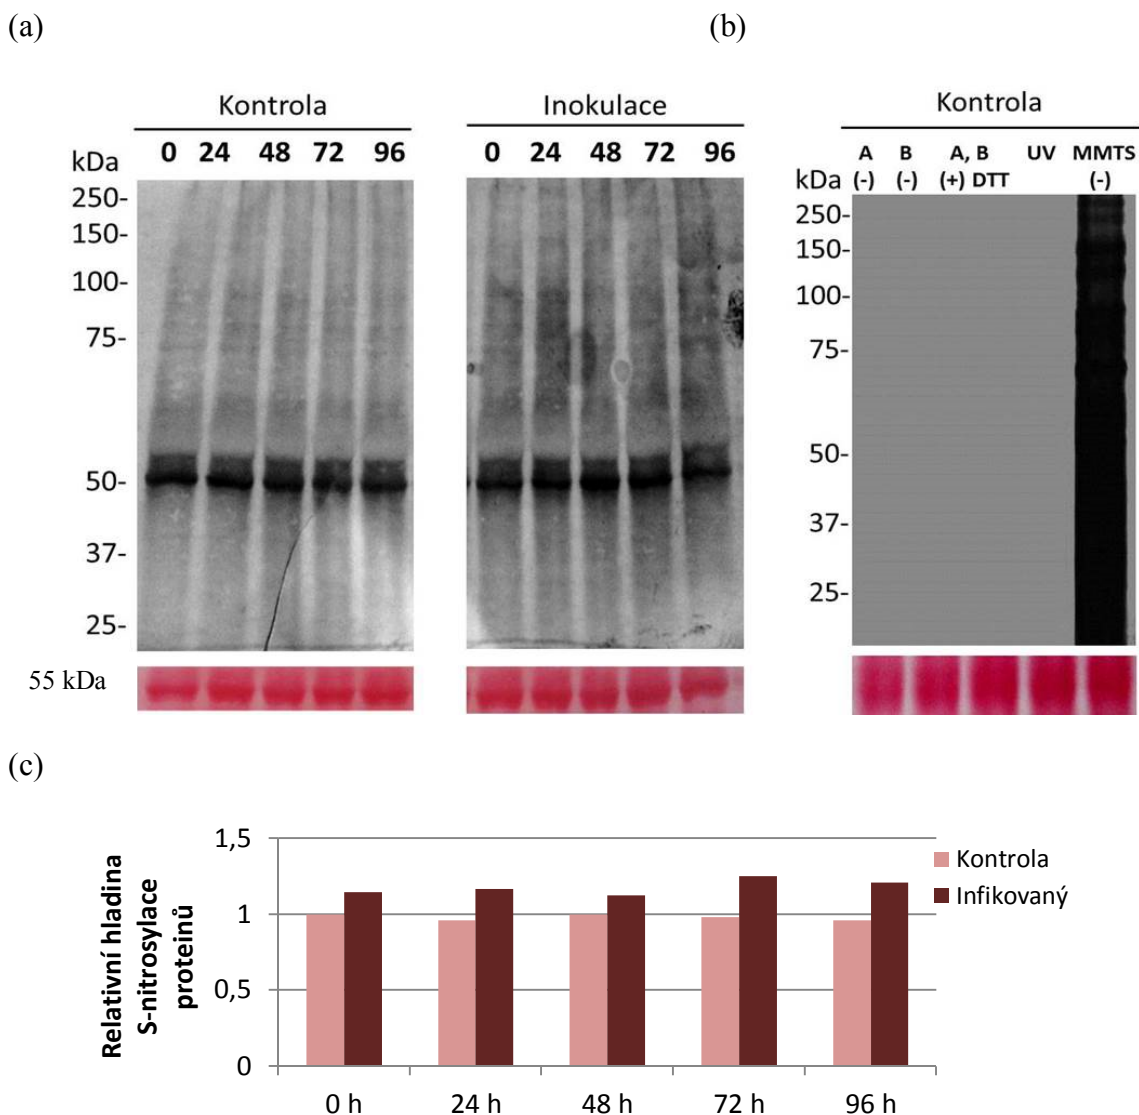 (a)
(b)
Kontrola
Inokulace
Kontrola
kDa
0 24 48 72 96
0 24 48 72 96
250-
150-
100-
75-
50-
37-
25-
55 kDa
A B A, B UV MMTS
kDa (-) (-) (+) DTT (-)
250-
150-
100-
75-
50-
37-
25-
(c)
Relativní hladina
S-nitrosylace
proteinů
1,5
1
0,5
0
0 h 24 h 48 h 72 h 96 h
Kontrola
Infikovaný